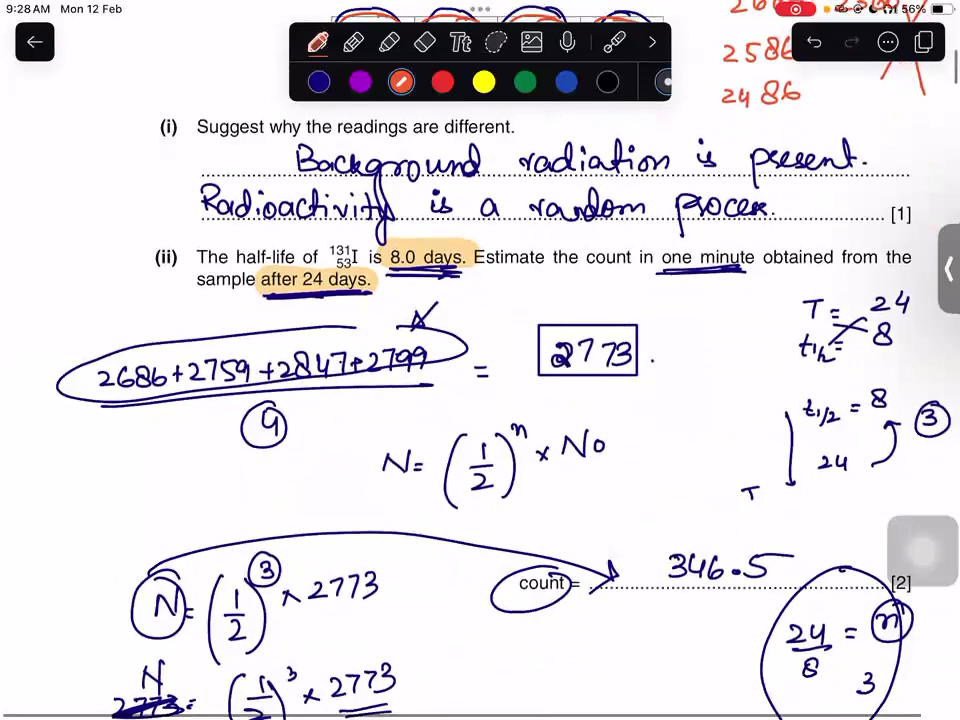 9:28 AM Mon 12 Feb
56%
Tt
2586
2486
(i) Suggest why the readings are different.
Background radiation is present.
Radioactivity is a random process.
[1]
(ii) The half-life of 131 53 I is 8.0 days. Estimate the count in one minute obtained from the
sample after 24 days.
T = 24
t1/2 = 8
2686+2759+2847+2799 = 2773.
4
t1/2 = 8
3
24
T
N = (1/2)^n × No
346.5
count = [2]
N = (1/2)^3 × 2773
24/8 = n
3
N
2773 = (1/2)^3 × 2773